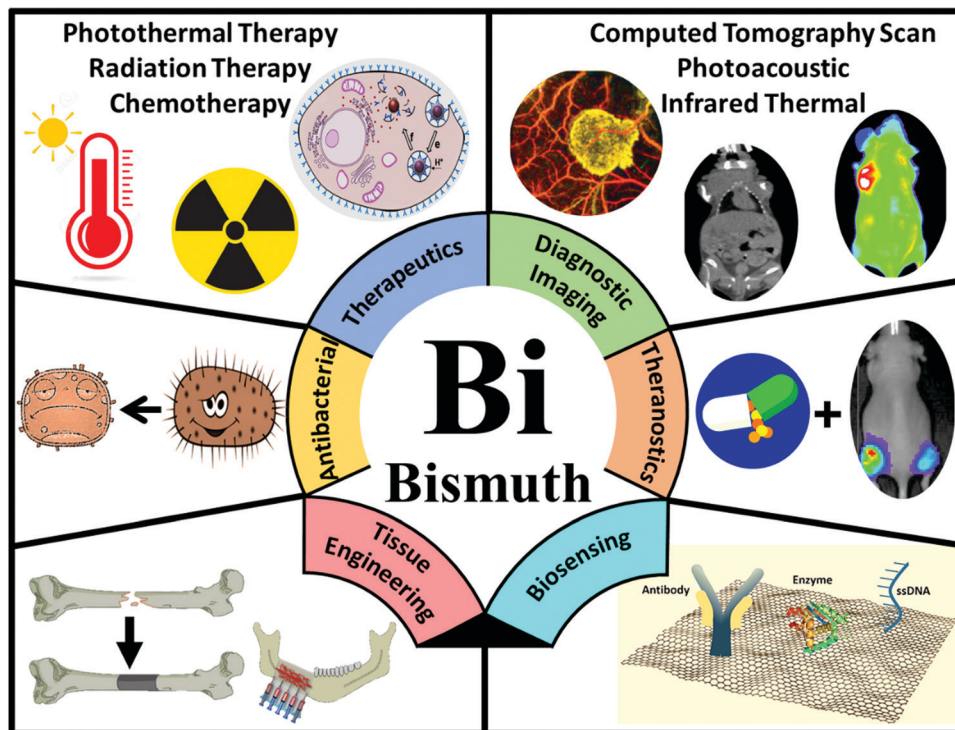 Photothermal Therapy
Radiation Therapy
Chemotherapy
Computed Tomography Scan
Photoacoustic
Infrared Thermal
f
e
H⁺
Therapeutics
Diagnostic
Imaging
Antibacterial
Theranostics
Bi
Bismuth
+
Tissue
Engineering
Biosensing
Antibody
Enzyme
ssDNA